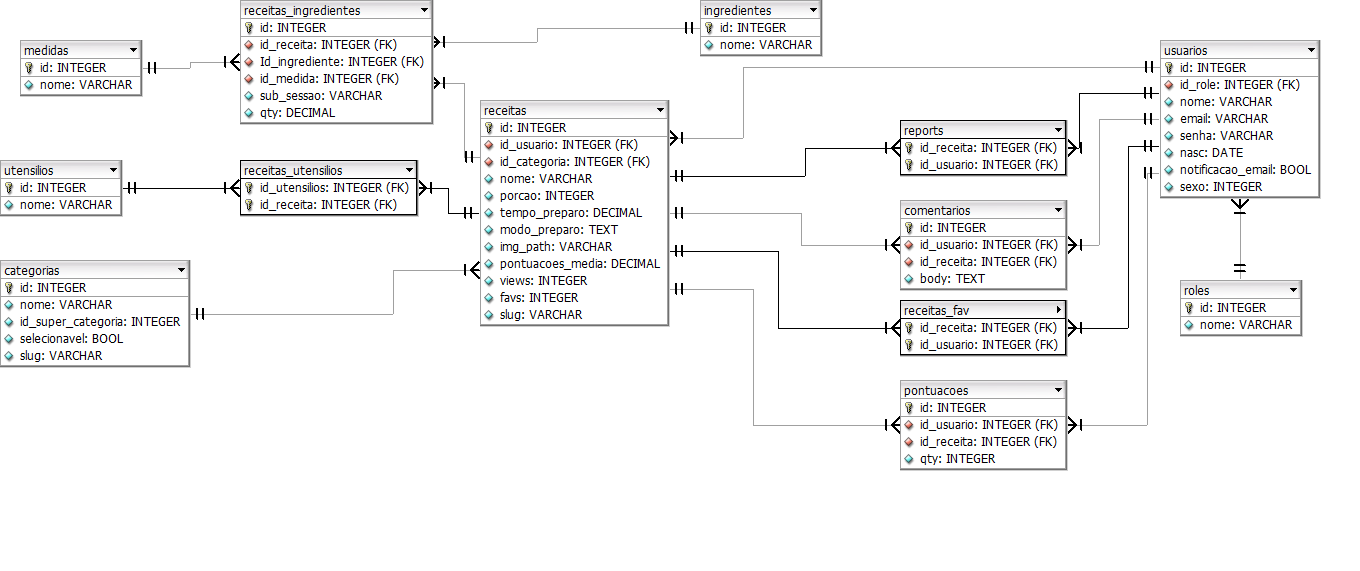 receitas_ingredientes
id: INTEGER
id_receita: INTEGER (FK)
Id_ingrediente: INTEGER (FK)
id_medida: INTEGER (FK)
sub_sessao: VARCHAR
qty: DECIMAL
ingredientes
id: INTEGER
nome: VARCHAR
medidas
id: INTEGER
nome: VARCHAR
usuarios
id: INTEGER
id_role: INTEGER (FK)
nome: VARCHAR
email: VARCHAR
senha: VARCHAR
nasc: DATE
notificacao_email: BOOL
sexo: INTEGER
receitas
id: INTEGER
id_usuario: INTEGER (FK)
id_categoria: INTEGER (FK)
nome: VARCHAR
porcao: INTEGER
tempo_preparo: DECIMAL
modo_preparo: TEXT
img_path: VARCHAR
pontuacoes_media: DECIMAL
views: INTEGER
favs: INTEGER
slug: VARCHAR
reports
id_receita: INTEGER (FK)
id_usuario: INTEGER (FK)
utensilios
id: INTEGER
nome: VARCHAR
receitas_utensilios
id_utensilios: INTEGER (FK)
id_receita: INTEGER (FK)
comentarios
id: INTEGER
id_usuario: INTEGER (FK)
id_receita: INTEGER (FK)
body: TEXT
categorias
id: INTEGER
nome: VARCHAR
id_super_categoria: INTEGER
selecionavel: BOOL
slug: VARCHAR
roles
id: INTEGER
nome: VARCHAR
receitas_fav
id_receita: INTEGER (FK)
id_usuario: INTEGER (FK)
pontuacoes
id: INTEGER
id_usuario: INTEGER (FK)
id_receita: INTEGER (FK)
qty: INTEGER